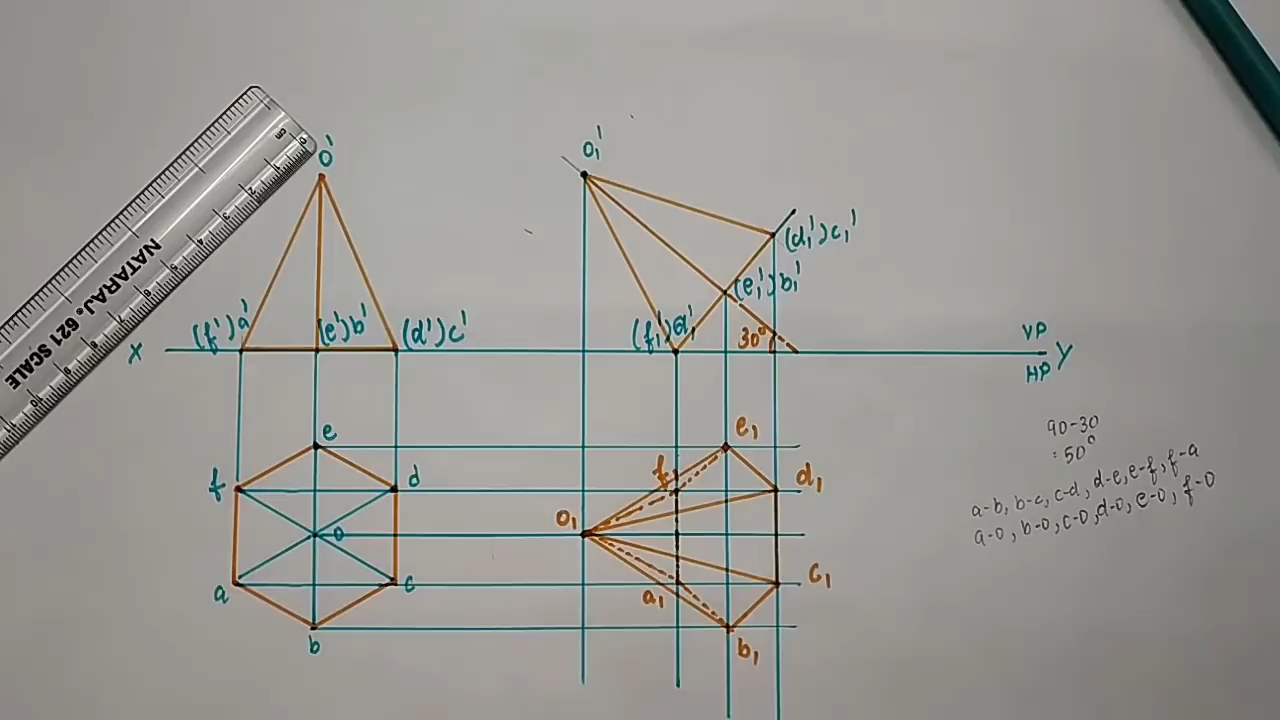 o'
o₁'
(d₁')c₁'
(e₁')b₁'
(f')a'
(e')b'
(d')c'
(f₁')a₁'
30°
X
VP
Y
HP
NATARAJ. 621 SCALE
e
e₁
f
d
f₁
d₁
o
o₁
a
c
a₁
c₁
b
b₁
90-30
:50°
a-b, b-c, c-d, d-e, e-f, f-a
a-o, b-o, c-o, d-o, e-o, f-o